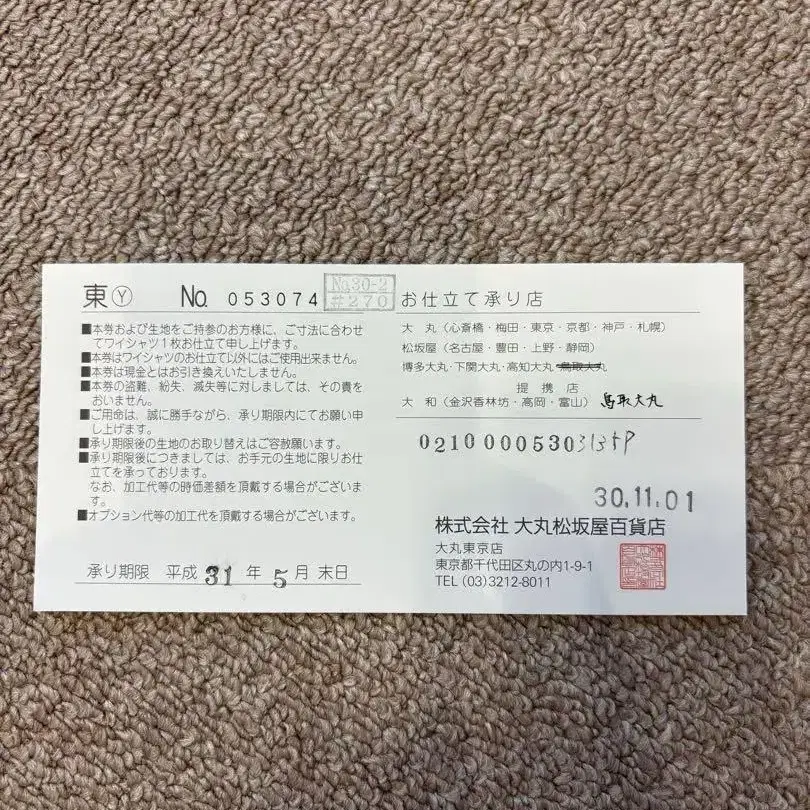 東Ⓨ No. 053074
No.30-2
#270
■本券および生地をご持参のお方様に、ご寸法に合わせ
てワイシャツ1枚お仕立て申し上げます。
■本券はワイシャツのお仕立て以外にはご使用出来ません。
■本券は現金とはお引き換えいたしません。
■本券の盗難、紛失、滅失等に対しましては、その責を
おいません。
■ご用命は、誠に勝手ながら、承り期限内にてお願い申
し上げます。
■承り期限後の生地のお取り替えはご容赦願います。
■承り期限後につきましては、お手元の生地に限りお仕
立てを承っております。
なお、加工代等の時価差額を頂戴する場合がございま
す。
■オプション代等の加工代を頂戴する場合がございます。
承り期限 平成 31 年 5 月 末日
お仕立て承り店
大 丸（心斎橋・梅田・東京・京都・神戸・札幌）
松坂屋（名古屋・豊田・上野・静岡）
博多大丸・下関大丸・高知大丸・鳥取大丸
提 携 店
大 和（金沢香林坊・高岡・富山） 鳥取大丸
0210 000530
30.11.01
株式会社 大丸松坂屋百貨店
大丸東京店
東京都千代田区丸の内1-9-1
TEL (03)3212-8011